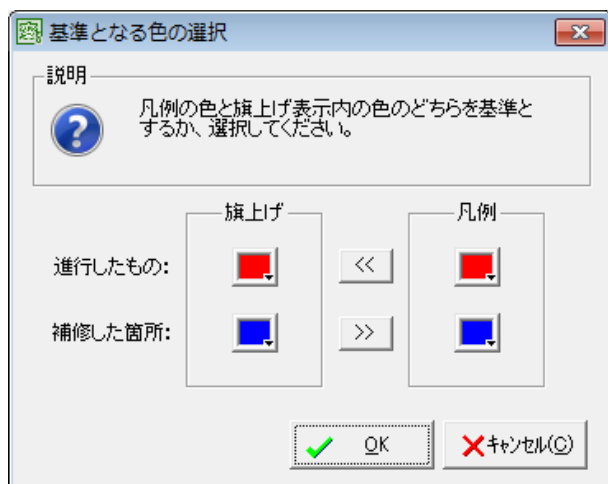 基準となる色の選択
説明
凡例の色と旗上げ表示内の色のどちらを基準と
するか、選択してください。
旗上げ
凡例
進行したもの:
<<
補修した箇所:
>>
OK
キャンセル(C)